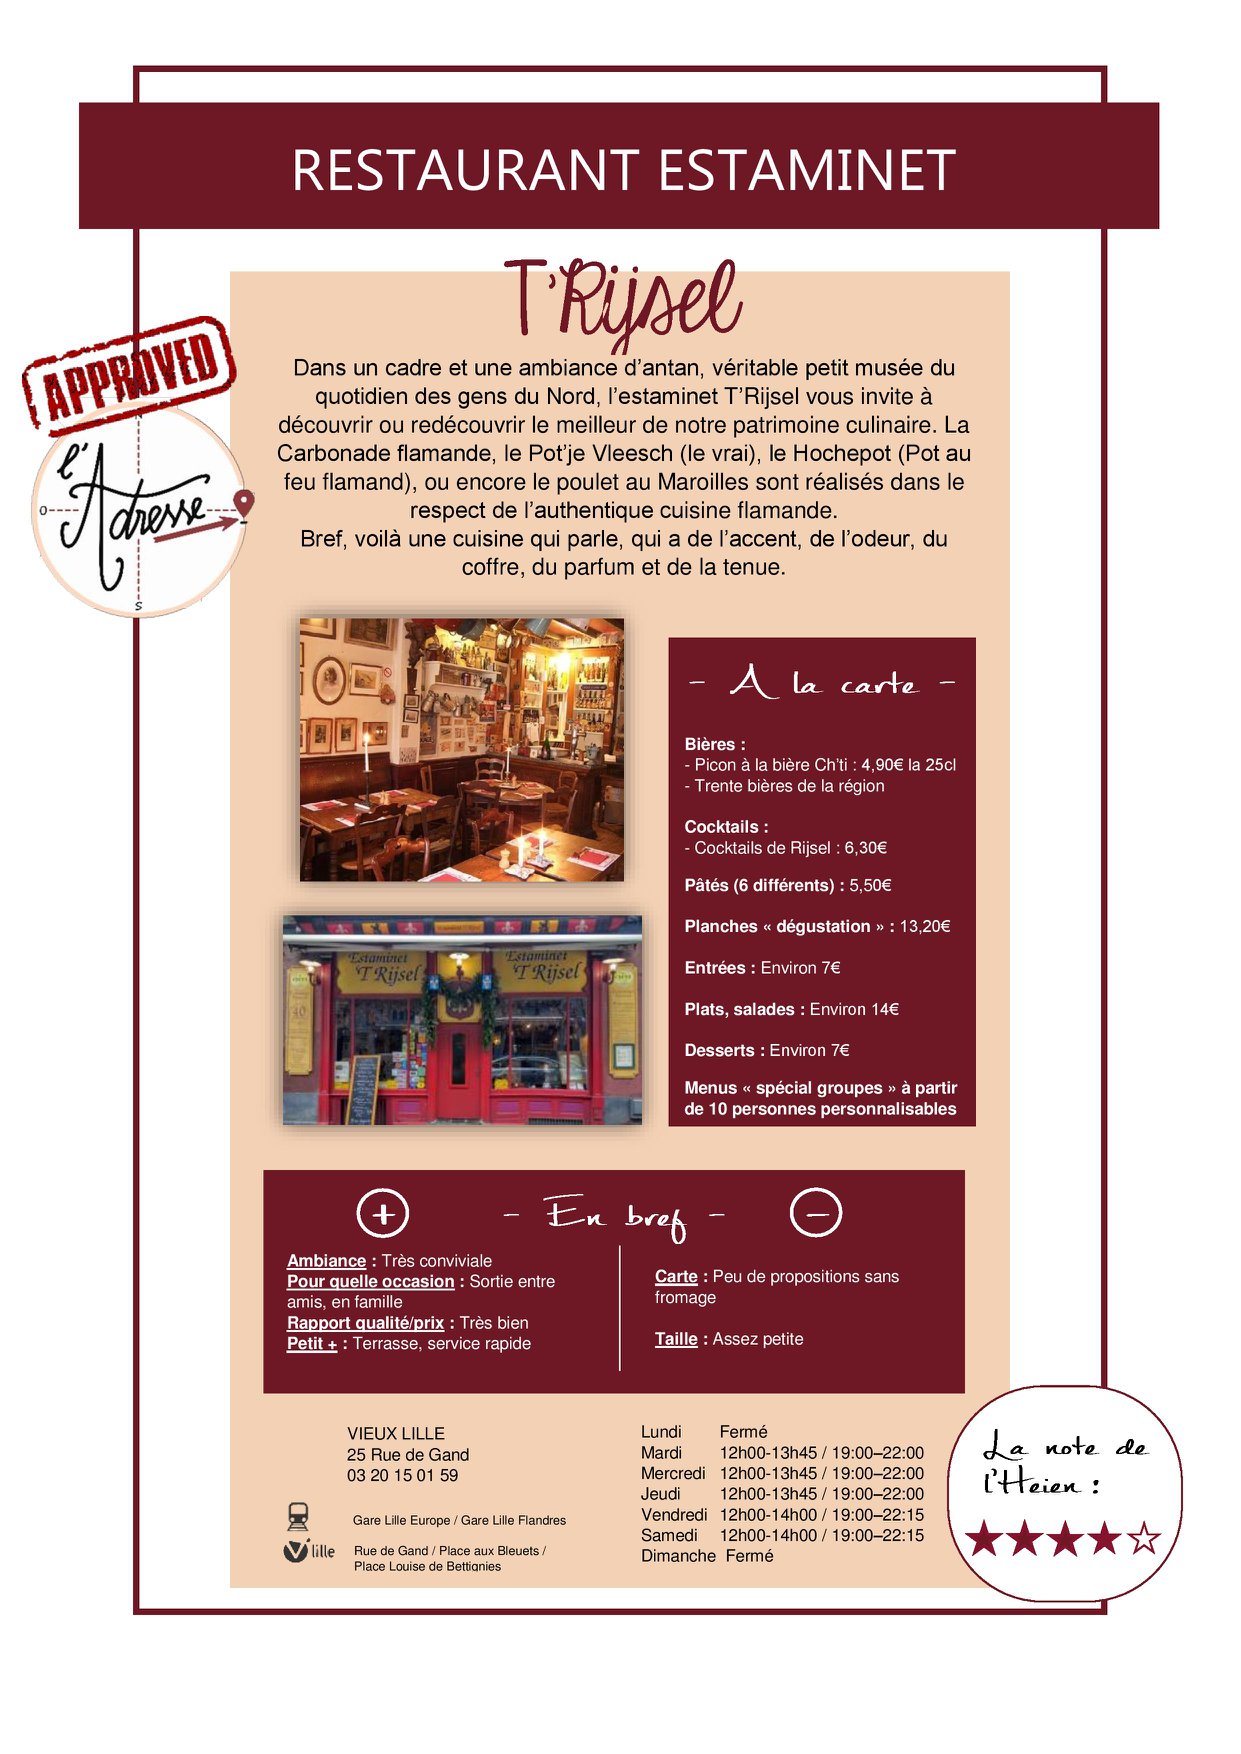 RESTAURANT ESTAMINET
T'Rijsel
APPROVED
N
l'Adresse
O
S
Dans un cadre et une ambiance d’antan, véritable petit musée du
quotidien des gens du Nord, l’estaminet T’Rijsel vous invite à
découvrir ou redécouvrir le meilleur de notre patrimoine culinaire. La
Carbonade flamande, le Pot’je Vleesch (le vrai), le Hochepot (Pot au
feu flamand), ou encore le poulet au Maroilles sont réalisés dans le
respect de l’authentique cuisine flamande.
Bref, voilà une cuisine qui parle, qui a de l’accent, de l’odeur, du
coffre, du parfum et de la tenue.
Estaminet
'T Rijsel
Estaminet
'T Rijsel
40
- A la carte -
Bières :
- Picon à la bière Ch’ti : 4,90€ la 25cl
- Trente bières de la région
Cocktails :
- Cocktails de Rijsel : 6,30€
Pâtés (6 différents) : 5,50€
Planches « dégustation » : 13,20€
Entrées : Environ 7€
Plats, salades : Environ 14€
Desserts : Environ 7€
Menus « spécial groupes » à partir
de 10 personnes personnalisables
+ - En bref - −
Ambiance : Très conviviale
Pour quelle occasion : Sortie entre
amis, en famille
Rapport qualité/prix : Très bien
Petit + : Terrasse, service rapide
Carte : Peu de propositions sans
fromage
Taille : Assez petite
VIEUX LILLE
25 Rue de Gand
03 20 15 01 59
Gare Lille Europe / Gare Lille Flandres
V'lille
Rue de Gand / Place aux Bleuets /
Place Louise de Bettignies
Lundi Fermé
Mardi 12h00-13h45 / 19:00–22:00
Mercredi 12h00-13h45 / 19:00–22:00
Jeudi 12h00-13h45 / 19:00–22:00
Vendredi 12h00-14h00 / 19:00–22:15
Samedi 12h00-14h00 / 19:00–22:15
Dimanche Fermé
La note de
l'Heien :